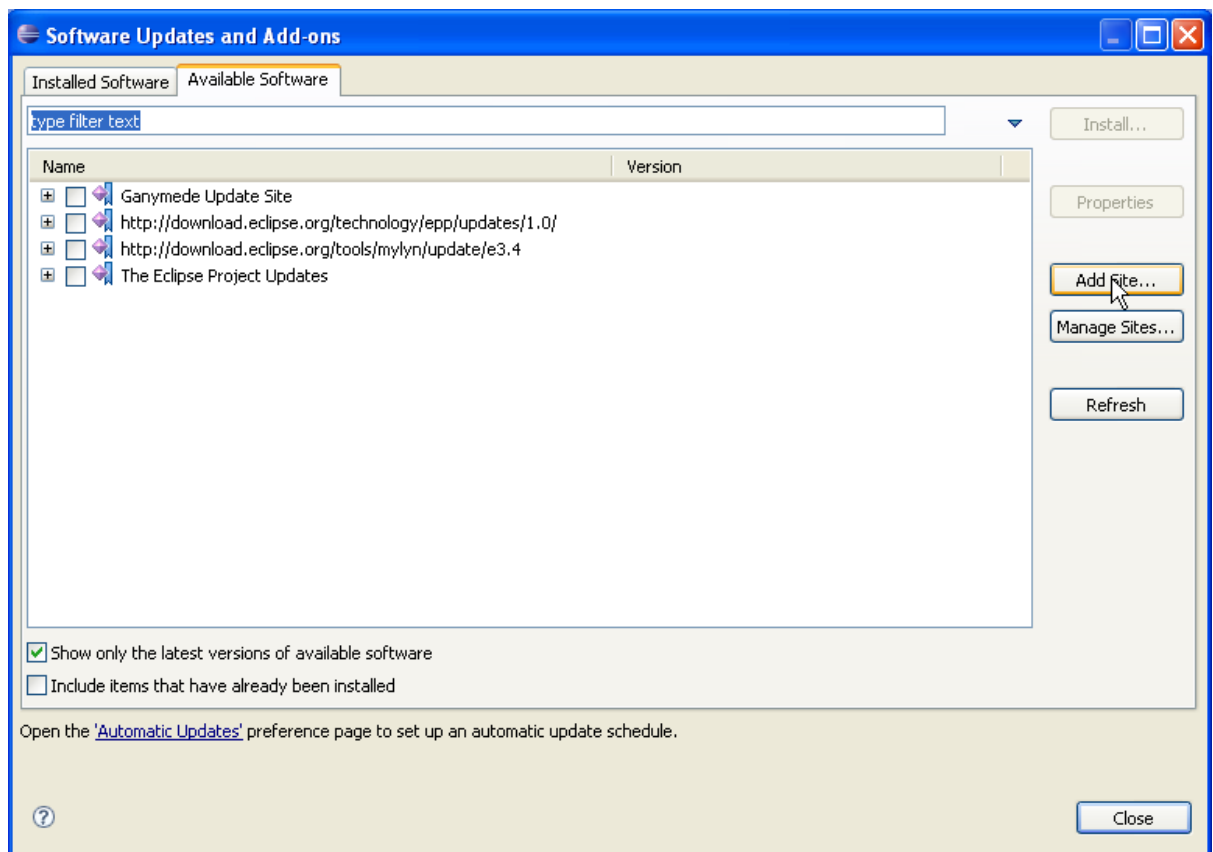 Software Updates and Add-ons
Installed Software
Available Software
type filter text
Install...
Name
Version
Ganymede Update Site
http://download.eclipse.org/technology/epp/updates/1.0/
Properties
http://download.eclipse.org/tools/mylyn/update/e3.4
The Eclipse Project Updates
Add Site...
Manage Sites...
Refresh
Show only the latest versions of available software
Include items that have already been installed
Open the 'Automatic Updates' preference page to set up an automatic update schedule.
Close